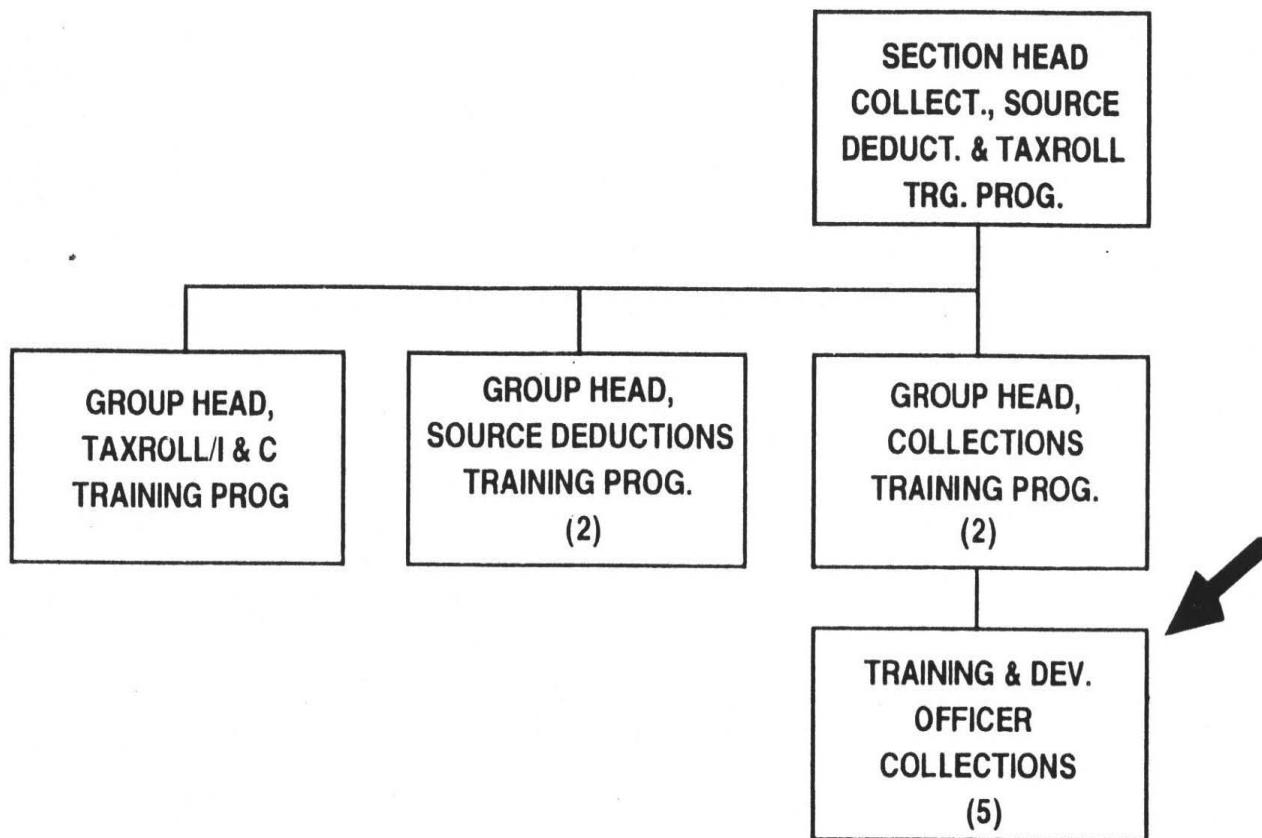 SECTION HEAD
COLLECT., SOURCE
DEDUCT. & TAXROLL
TRG. PROG.
GROUP HEAD,
TAXROLL/I & C
TRAINING PROG
GROUP HEAD,
SOURCE DEDUCTIONS
TRAINING PROG.
(2)
GROUP HEAD,
COLLECTIONS
TRAINING PROG.
(2)
TRAINING & DEV.
OFFICER
COLLECTIONS
(5)